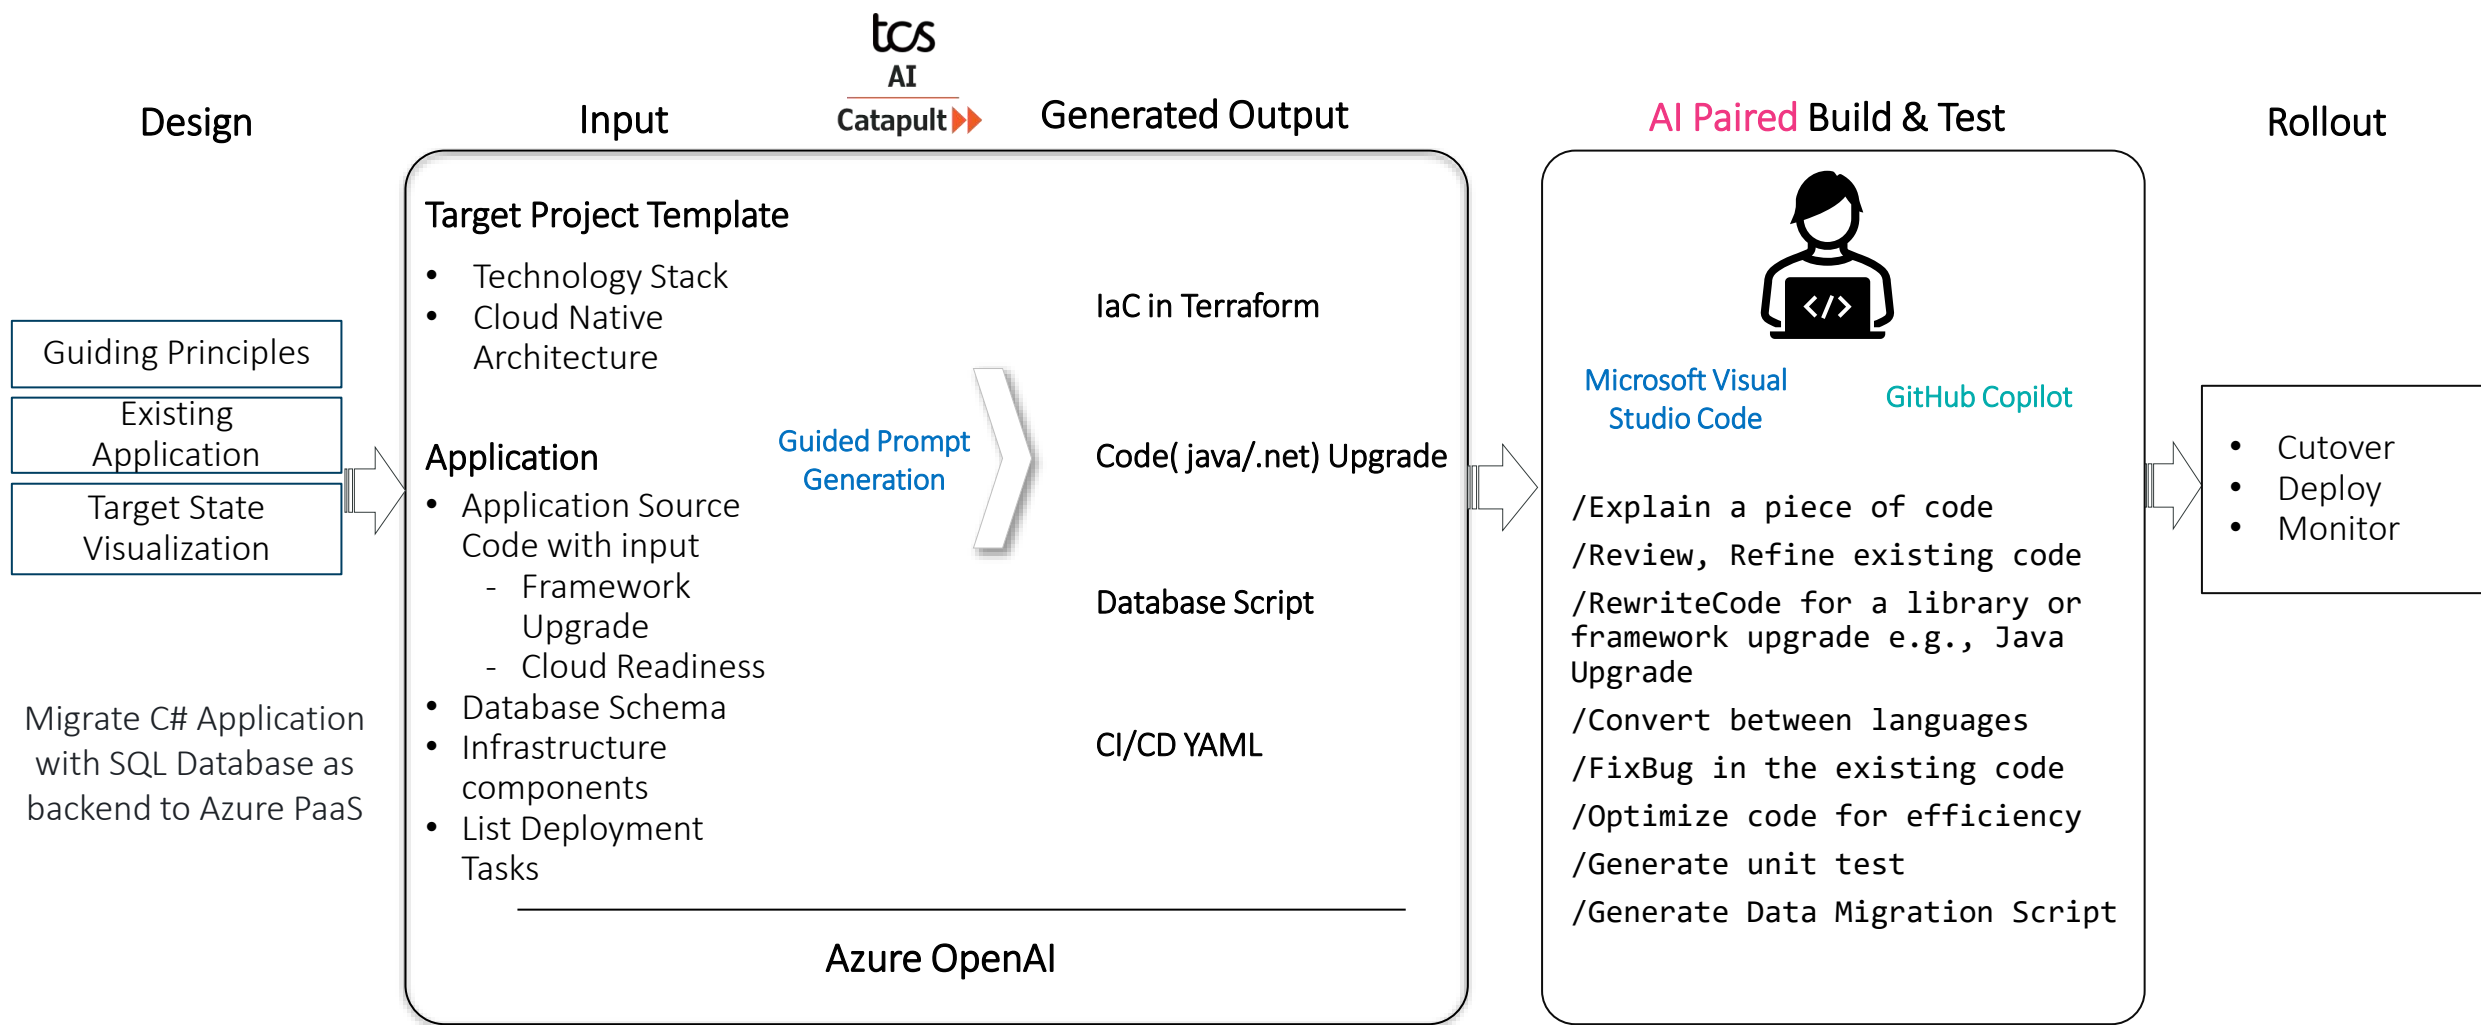 tcs
AI
Catapult
Design
Input
Generated Output
AI Paired Build & Test
Rollout
Guiding Principles
Existing
Application
Target State
Visualization
Migrate C# Application
with SQL Database as
backend to Azure PaaS
Target Project Template
• Technology Stack
• Cloud Native
Architecture
Application
• Application Source
Code with input
- Framework
Upgrade
- Cloud Readiness
• Database Schema
• Infrastructure
components
• List Deployment
Tasks
Guided Prompt
Generation
IaC in Terraform
Code( java/.net) Upgrade
Database Script
CI/CD YAML
Azure OpenAI
</>
Microsoft Visual
Studio Code
GitHub Copilot
/Explain a piece of code
/Review, Refine existing code
/RewriteCode for a library or
framework upgrade e.g., Java
Upgrade
/Convert between languages
/FixBug in the existing code
/Optimize code for efficiency
/Generate unit test
/Generate Data Migration Script
• Cutover
• Deploy
• Monitor